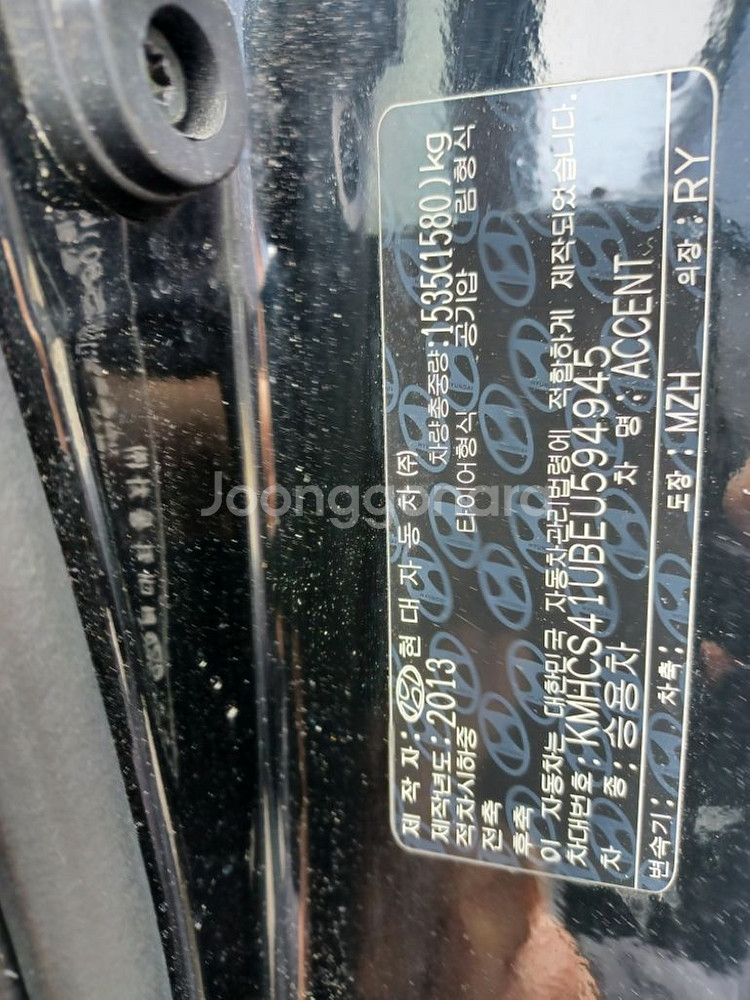 제 작 자 : 현 대 자 동 차 (주)
제작년도 : 2013 차량총중량 : 1535(1580) kg
적차시하중 타이어형식 공기압 림형식
전축
후축
이 자동차는 대한민국 자동차관리법령에 적합하게 제작되었습니다.
차대번호 : KMHCS41UBEU594945
차 종 : 승용차 차 명 : ACCENT
변속기 : 차축 : 도장 : MZH 의장 : RY
Joonggonara